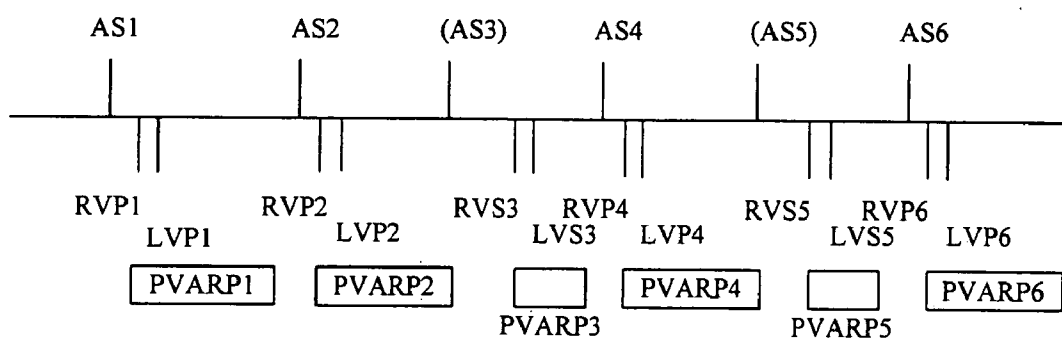 AS1 AS2 (AS3) AS4 (AS5) AS6
RVP1 RVP2 RVS3 RVP4 RVS5 RVP6
LVP1 LVP2 LVS3 LVP4 LVS5 LVP6
PVARP1 PVARP2 PVARP4 PVARP6
PVARP3 PVARP5